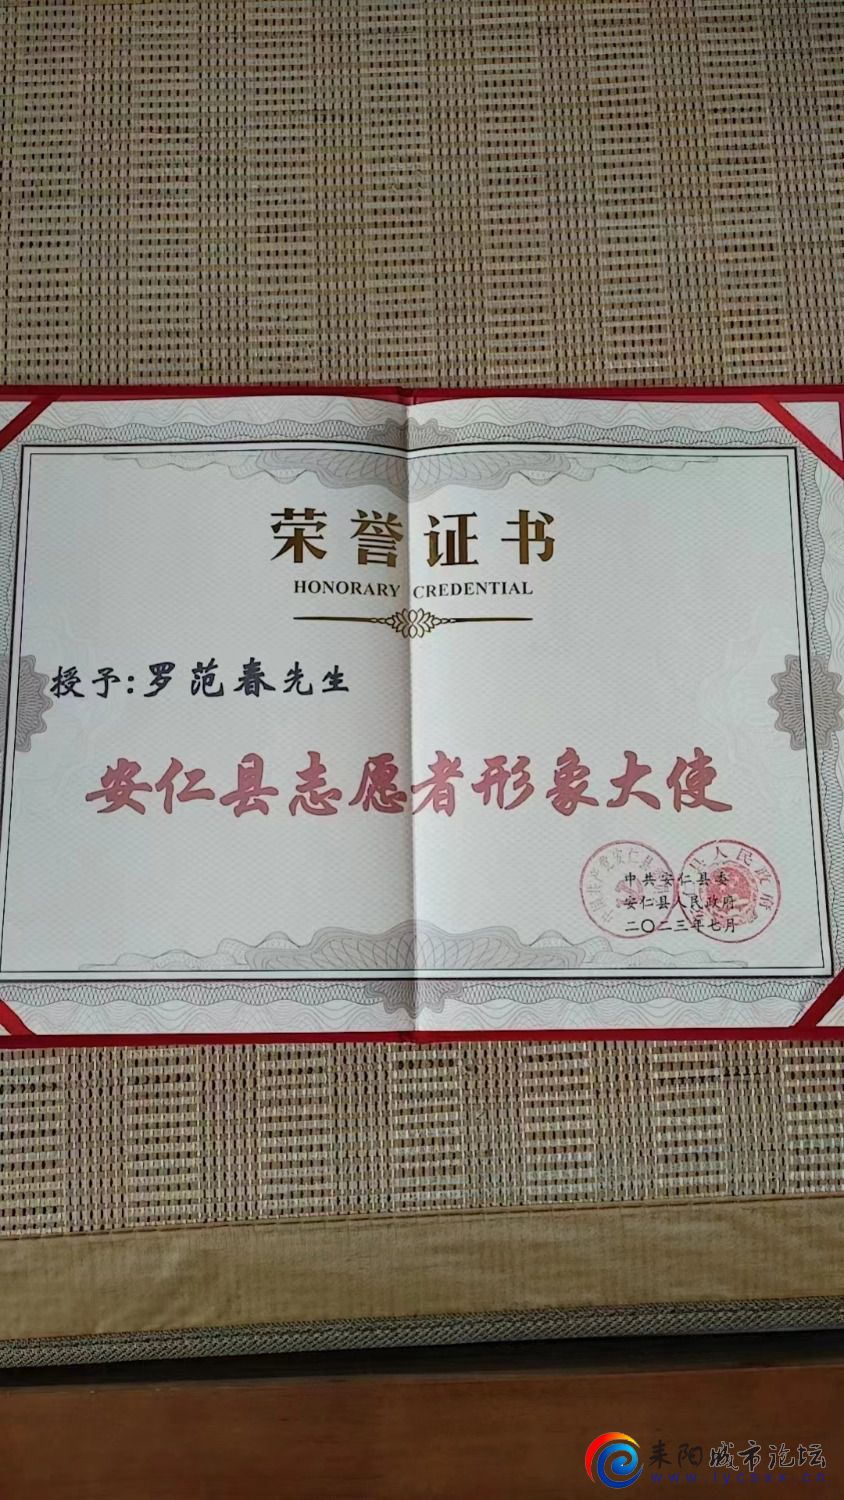 荣誉证书
HONORARY CREDENTIAL
授予:罗范春先生
安仁县志愿者形象大使
中共安仁县委
安仁县人民政府
二〇二三年七月
耒阳城市论坛